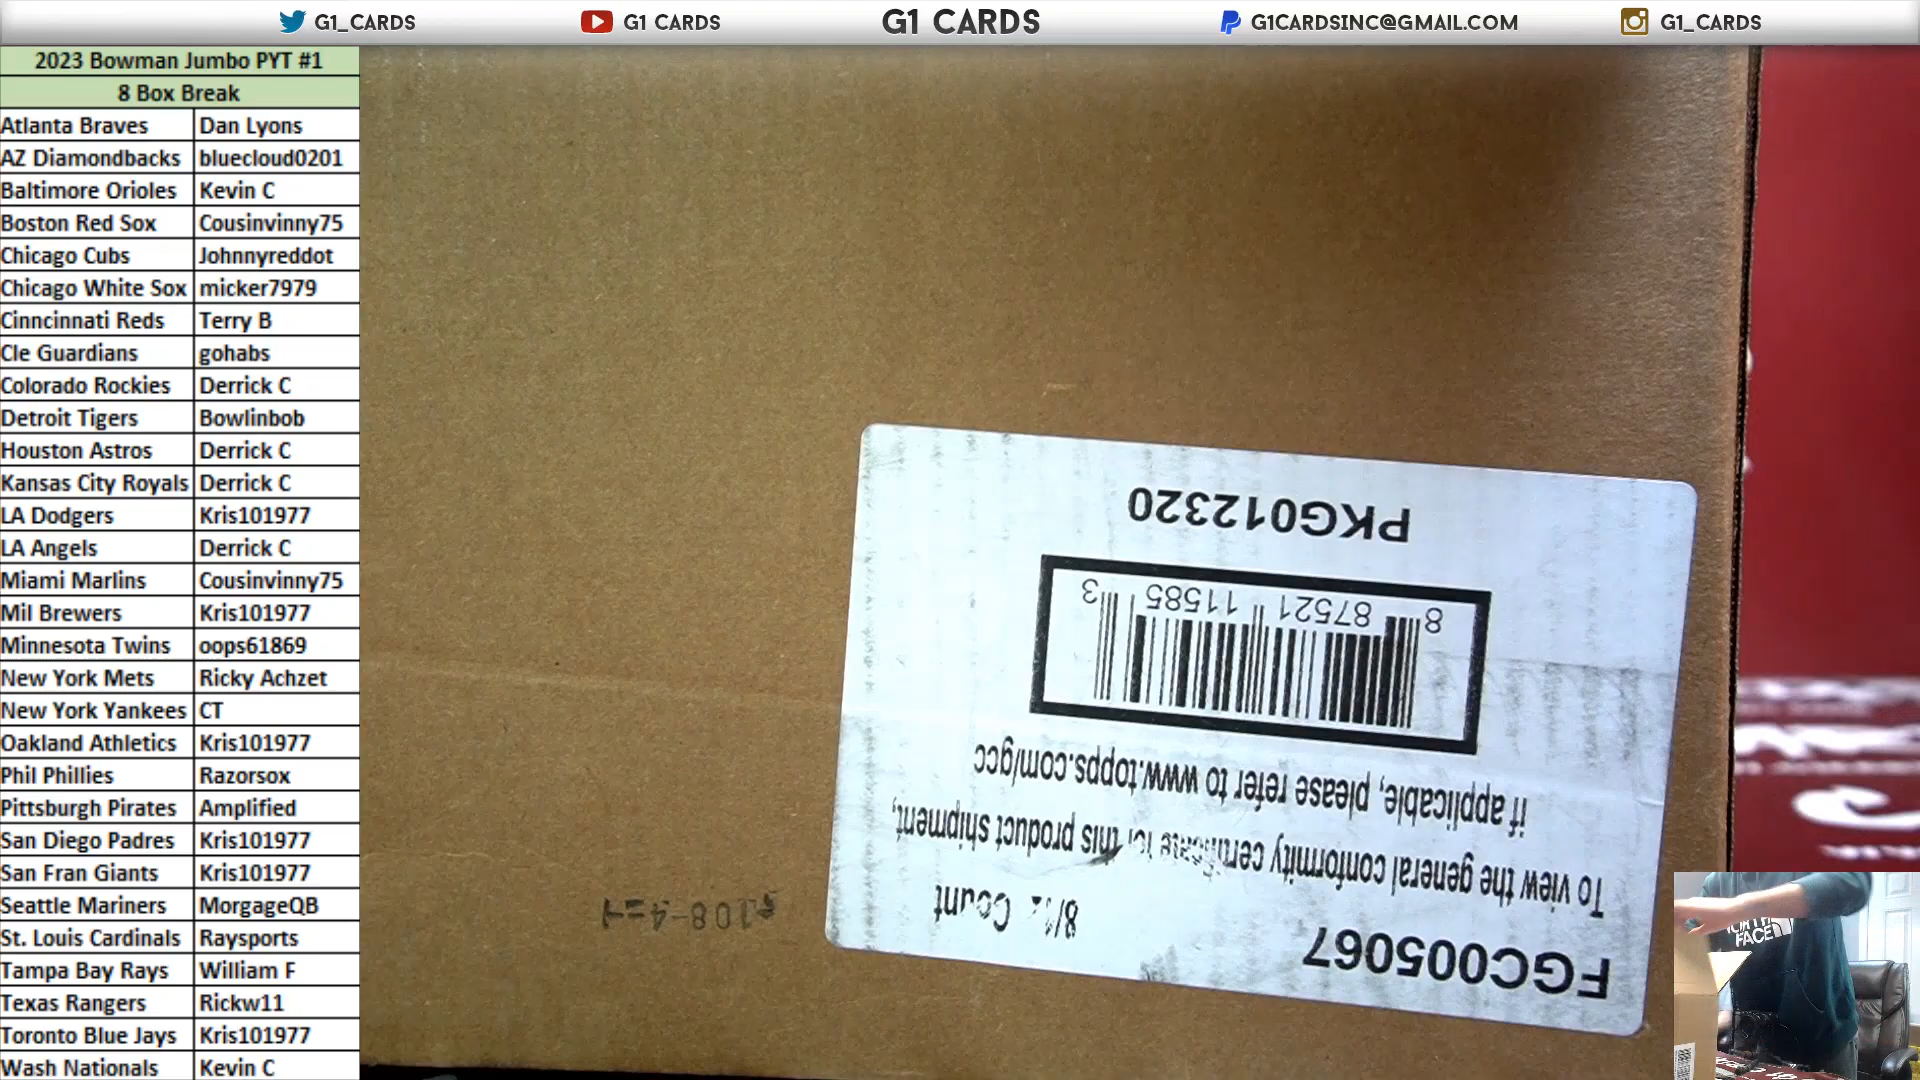 G1_CARDS
G1 CARDS
G1 CARDS
G1CARDSINC@GMAIL.COM
G1_CARDS
2023 Bowman Jumbo PYT #1
8 Box Break
Atlanta Braves Dan Lyons
AZ Diamondbacks bluecloud0201
Baltimore Orioles Kevin C
Boston Red Sox Cousinvinny75
Chicago Cubs Johnnyreddot
Chicago White Sox micker7979
Cinncinnati Reds Terry B
Cle Guardians gohabs
Colorado Rockies Derrick C
Detroit Tigers Bowlinbob
Houston Astros Derrick C
Kansas City Royals Derrick C
LA Dodgers Kris101977
LA Angels Derrick C
Miami Marlins Cousinvinny75
Mil Brewers Kris101977
Minnesota Twins oops61869
New York Mets Ricky Achzet
New York Yankees CT
Oakland Athletics Kris101977
Phil Phillies Razorsox
Pittsburgh Pirates Amplified
San Diego Padres Kris101977
San Fran Giants Kris101977
Seattle Mariners MorgageQB
St. Louis Cardinals Raysports
Tampa Bay Rays William F
Texas Rangers Rickw11
Toronto Blue Jays Kris101977
Wash Nationals Kevin C
FGC005067
Count
To view the general conformity certificate for this product shipment,
if applicable, please refer to www.topps.com/gcc
8 87521 11585 3
PKG012320
FACE